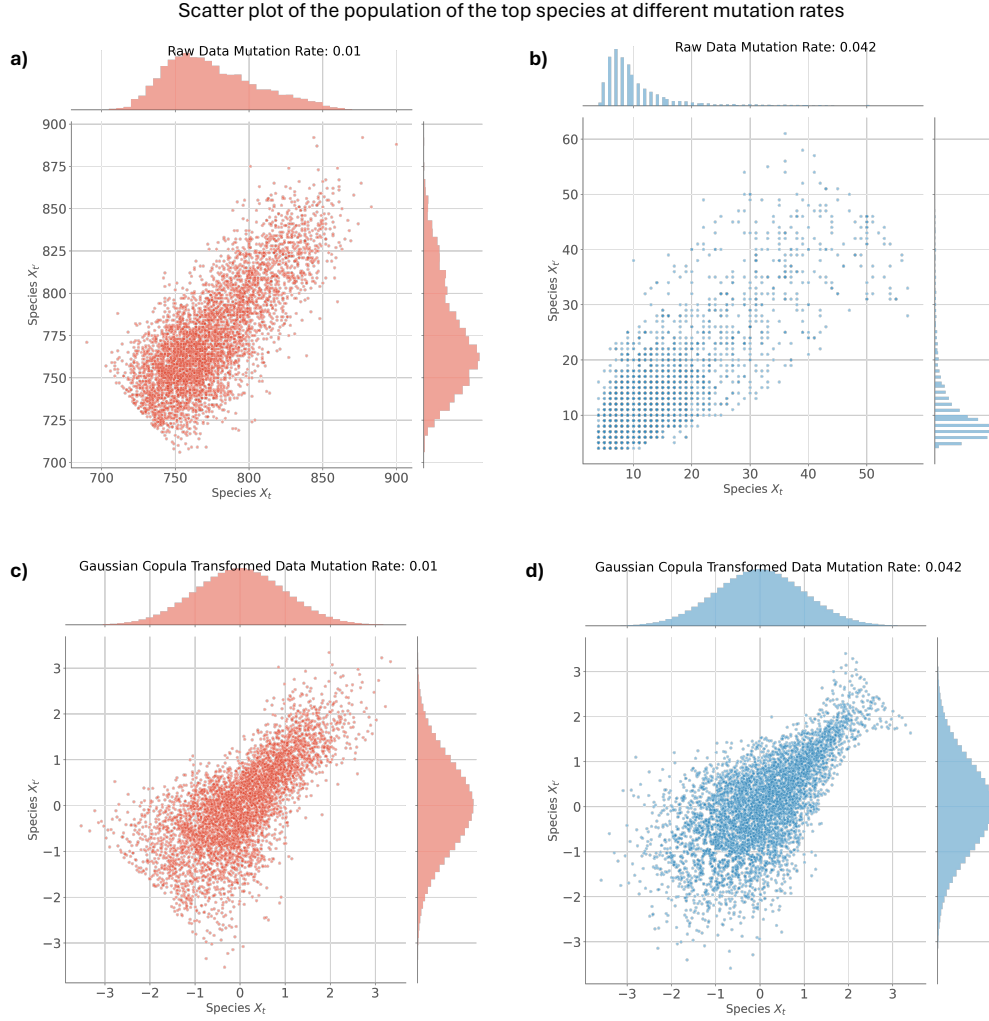 Scatter plot of the population of the top species at different mutation rates
a)
Raw Data Mutation Rate: 0.01
900
875
850
825
800
775
750
725
700
Species X_t'
700 750 800 850 900
Species X_t
b)
Raw Data Mutation Rate: 0.042
60
50
40
30
20
10
Species X_t'
10 20 30 40 50
Species X_t
c)
Gaussian Copula Transformed Data Mutation Rate: 0.01
3
2
1
0
−1
−2
−3
Species X_t'
−3 −2 −1 0 1 2 3
Species X_t
d)
Gaussian Copula Transformed Data Mutation Rate: 0.042
3
2
1
0
−1
−2
−3
Species X_t'
−3 −2 −1 0 1 2 3
Species X_t